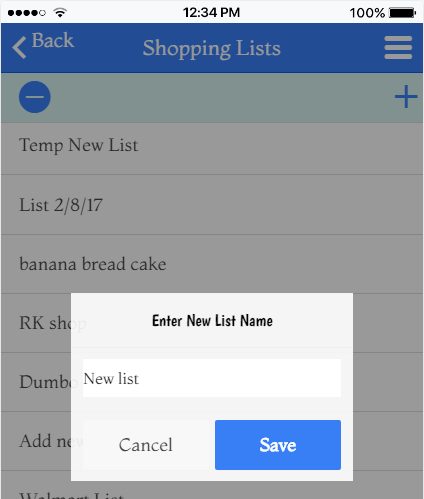 12:34 PM 100%
Back Shopping Lists
Temp New List
List 2/8/17
banana bread cake
RK shop
Enter New List Name
Dumbo
New list
Add new
Cancel Save
Walmart List